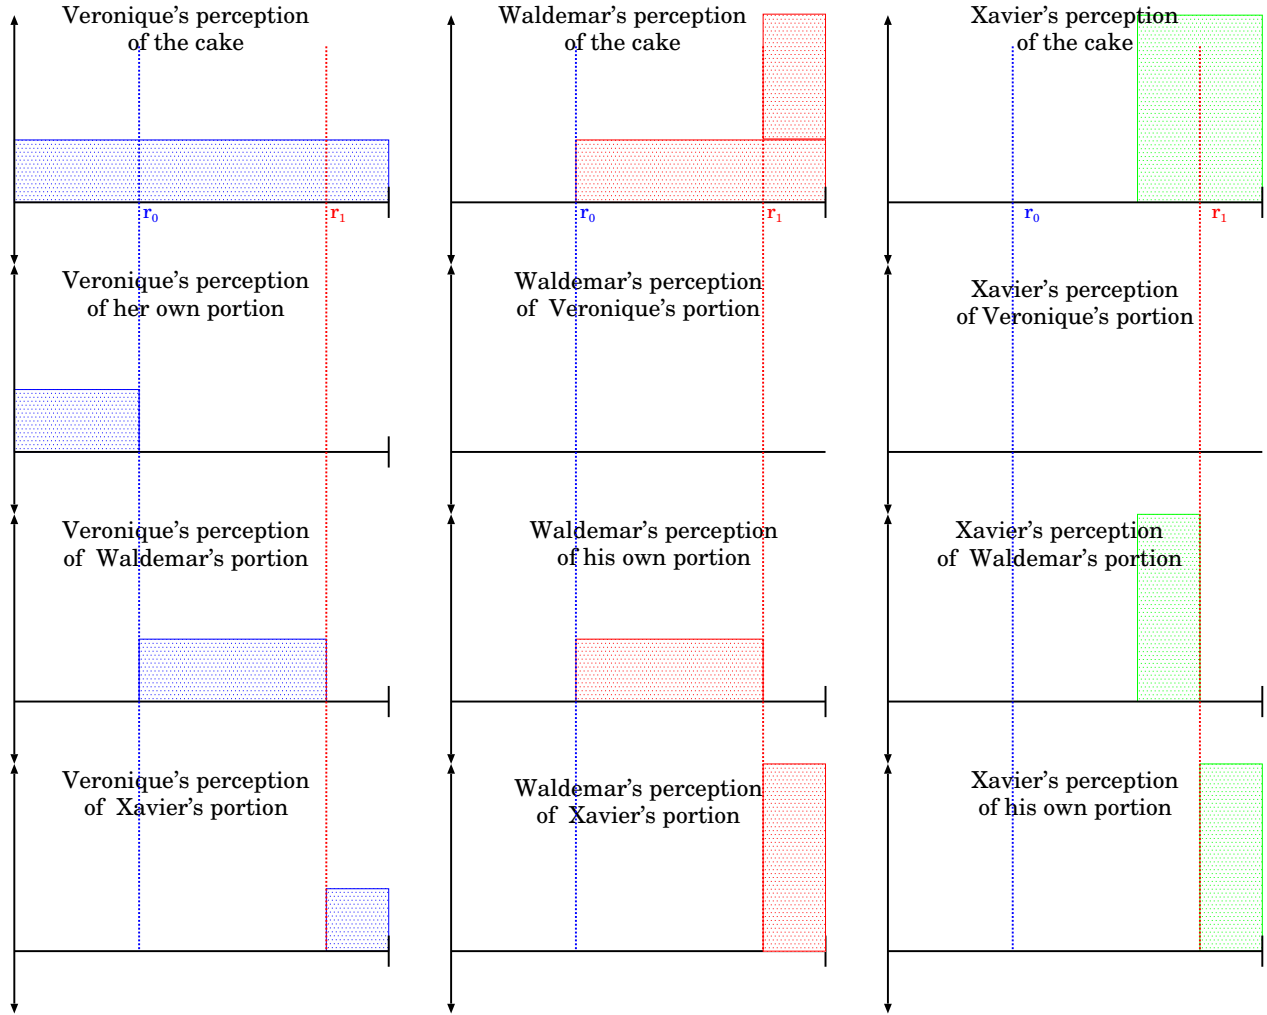 Veronique's perception
of the cake
Waldemar's perception
of the cake
Xavier's perception
of the cake
r0
r1
r0
r1
r0
r1
Veronique's perception
of her own portion
Waldemar's perception
of Veronique's portion
Xavier's perception
of Veronique's portion
Veronique's perception
of Waldemar's portion
Waldemar's perception
of his own portion
Xavier's perception
of Waldemar's portion
Veronique's perception
of Xavier's portion
Waldemar's perception
of Xavier's portion
Xavier's perception
of his own portion